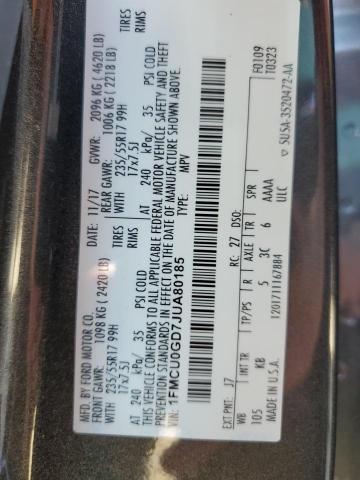 MFD. BY FORD MOTOR CO.
DATE: 11/17 GVWR: 2096 KG ( 4620 LB)
FRONT GAWR: 1098 KG ( 2420 LB) REAR GAWR: 1006 KG ( 2218 LB)
WITH 235/55R17 99H TIRES WITH 235/55R17 99H TIRES
17x7.5J RIMS 17x7.5J RIMS
AT 240 kPa/ 35 PSI COLD AT 240 kPa/ 35 PSI COLD
THIS VEHICLE CONFORMS TO ALL APPLICABLE FEDERAL MOTOR VEHICLE SAFETY AND THEFT
PREVENTION STANDARDS IN EFFECT ON THE DATE OF MANUFACTURE SHOWN ABOVE.
1FMCU0GD7JUA80185 TYPE: MPV
EXT PNT: J7 RC: 27 DSO: F0109
WB INT TR TP/PS R AXLE TR SPR T0323
105 KB 5 3C 6 AAAA
MADE IN U.S.A. 1201711167884 UEC 5U5A-3520472-AA